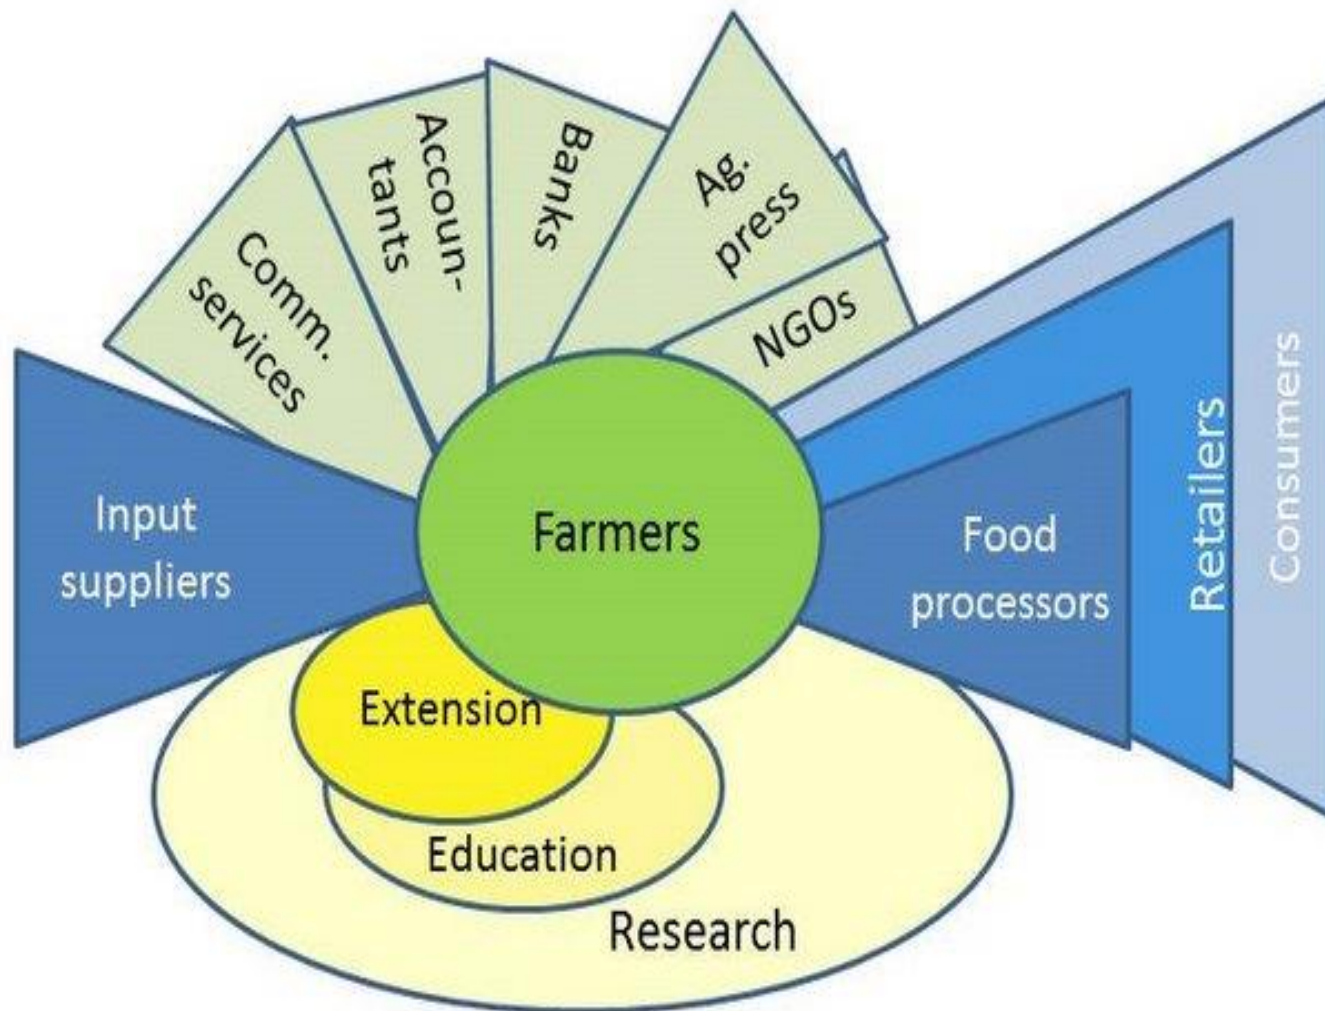 Comm.
services
Accoun-
tants
Banks
Ag.
press
NGOs
Input
suppliers
Farmers
Food
processors
Retailers
Consumers
Extension
Education
Research